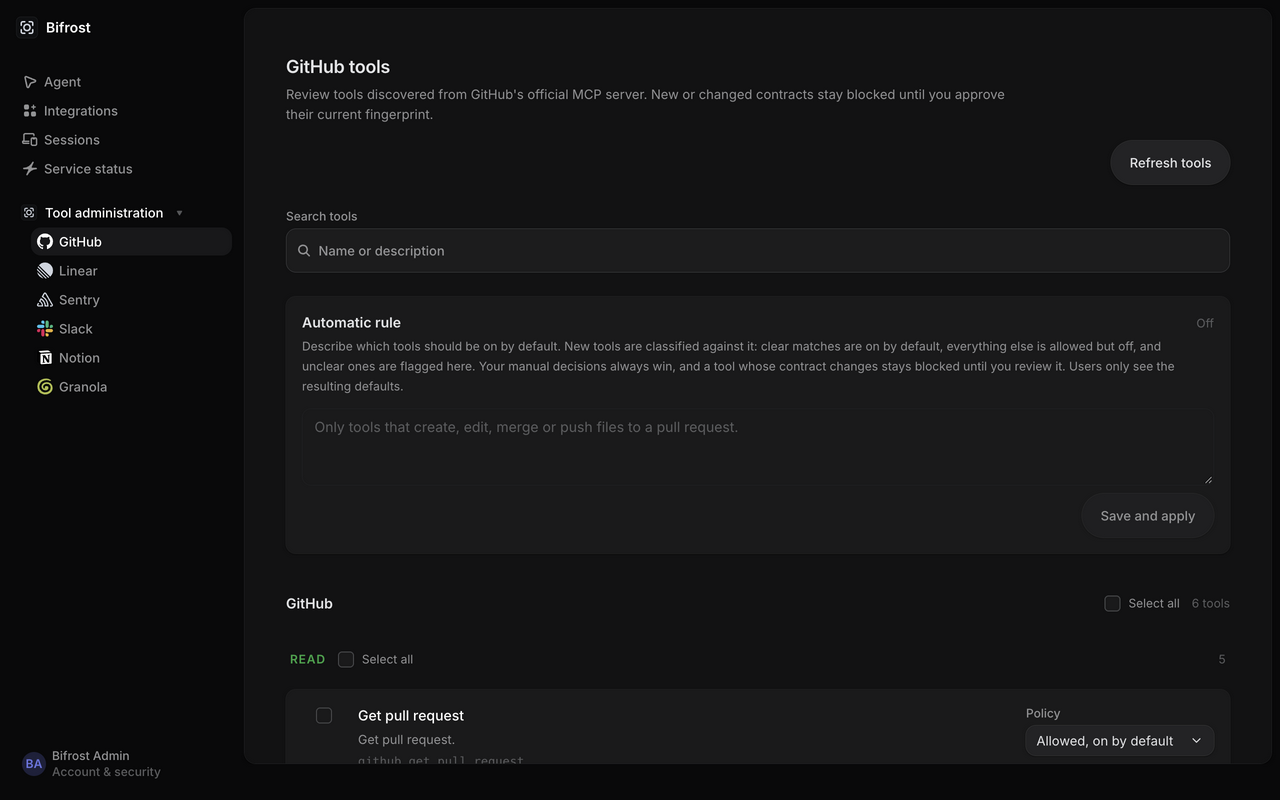 Bifrost
Agent
Integrations
Sessions
Service status
Tool administration
GitHub
Linear
Sentry
Slack
Notion
Granola
BA
Bifrost Admin
Account & security
GitHub tools
Review tools discovered from GitHub's official MCP server. New or changed contracts stay blocked until you approve
their current fingerprint.
Refresh tools
Search tools
Name or description
Automatic rule
Off
Describe which tools should be on by default. New tools are classified against it: clear matches are on by default, everything else is allowed but off, and
unclear ones are flagged here. Your manual decisions always win, and a tool whose contract changes stays blocked until you review it. Users only see the
resulting defaults.
Only tools that create, edit, merge or push files to a pull request.
Save and apply
GitHub
Select all 6 tools
READ Select all
5
Get pull request
Get pull request.
github_get_pull_request
Policy
Allowed, on by default